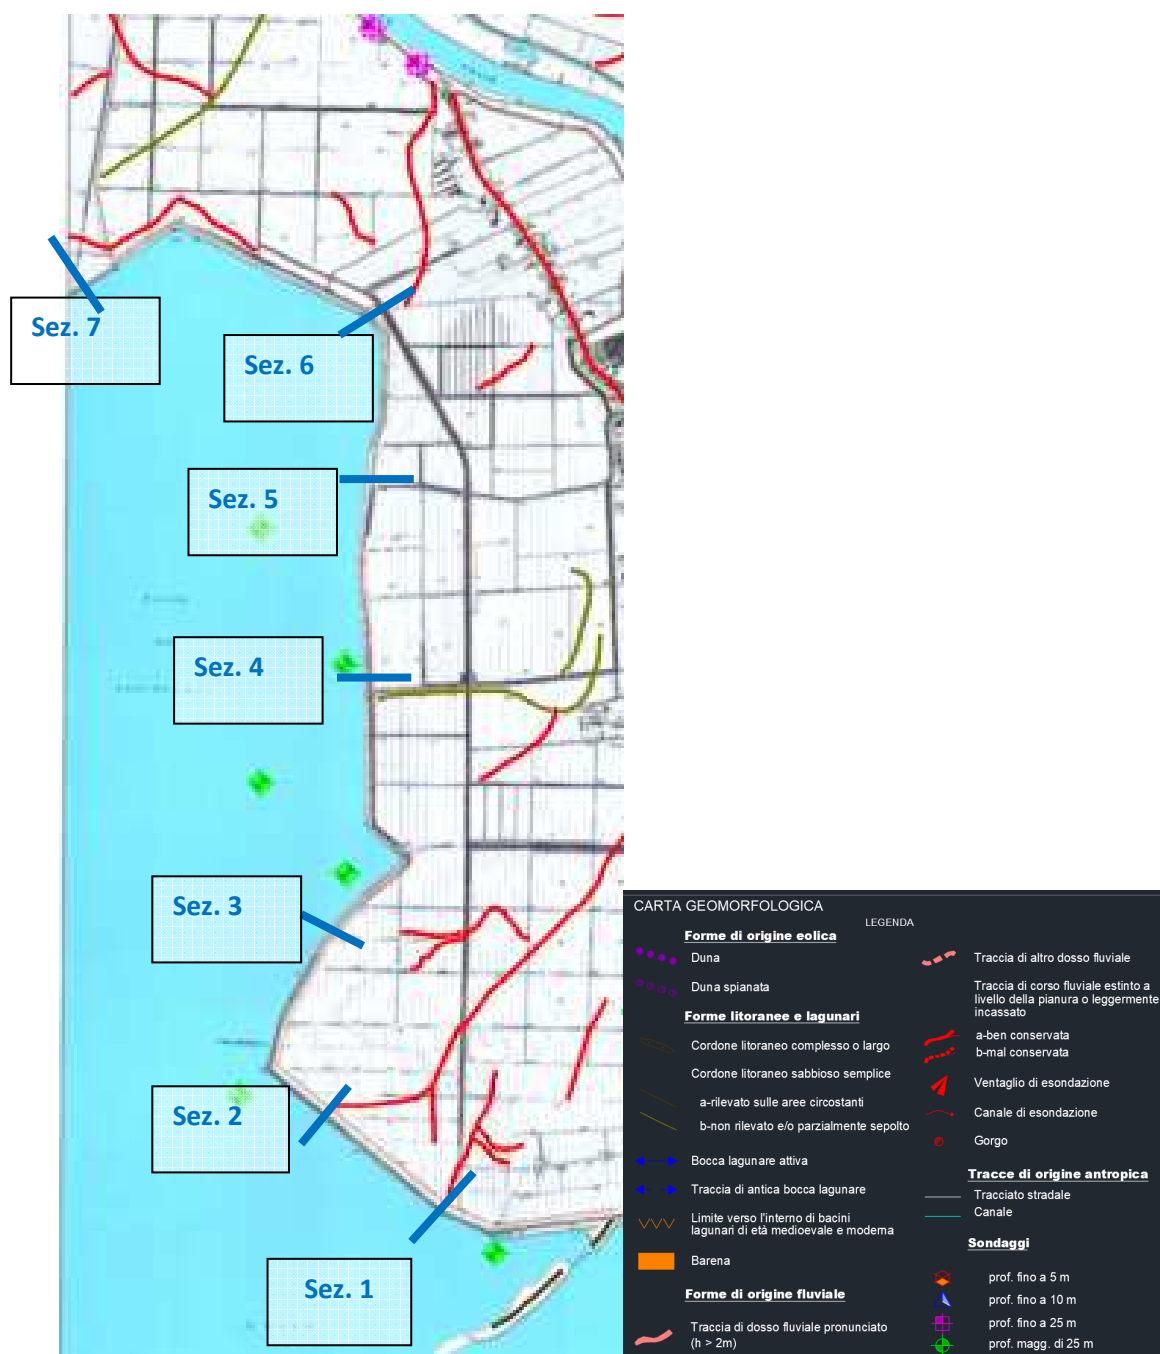 Sez. 7
Sez. 6
Sez. 5
Sez. 4
Sez. 3
Sez. 2
Sez. 1
CARTA GEOMORFOLOGICA
LEGENDA
Forme di origine eolica
Duna
Duna spianata
Forme litoranee e lagunari
Cordone litoraneo complesso o largo
Cordone litoraneo sabbioso semplice
a-rilevato sulle aree circostanti
b-non rilevato e/o parzialmente sepolto
Bocca lagunare attiva
Traccia di antica bocca lagunare
Limite verso l'interno di bacini
lagunari di età medioevale e moderna
Barena
Forme di origine fluviale
Traccia di dosso fluviale pronunciato
(h > 2m)
Traccia di altro dosso fluviale
Traccia di corso fluviale estinto a
livello della pianura o leggermente
incassato
a-ben conservata
b-mal conservata
Ventaglio di esondazione
Canale di esondazione
Gorgo
Tracce di origine antropica
Tracciato stradale
Canale
Sondaggi
prof. fino a 5 m
prof. fino a 10 m
prof. fino a 25 m
prof. magg. di 25 m